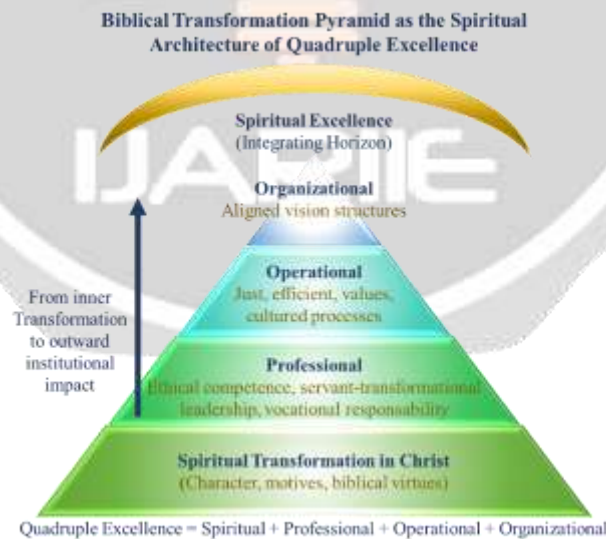 Biblical Transformation Pyramid as the Spiritual
Architecture of Quadruple Excellence
Spiritual Excellence
(Integrating Horizon)
IJARIIE
Organizational
Aligned vision structures
Operational
Just, efficient, values,
cultured processes
From inner
Transformation
to outward
institutional
impact
Professional
Ethical competence, servant-transformational
leadership, vocational responsability
Spiritual Transformation in Christ
(Character, motives, biblical virtues)
Quadruple Excellence = Spiritual + Professional + Operational + Organizational